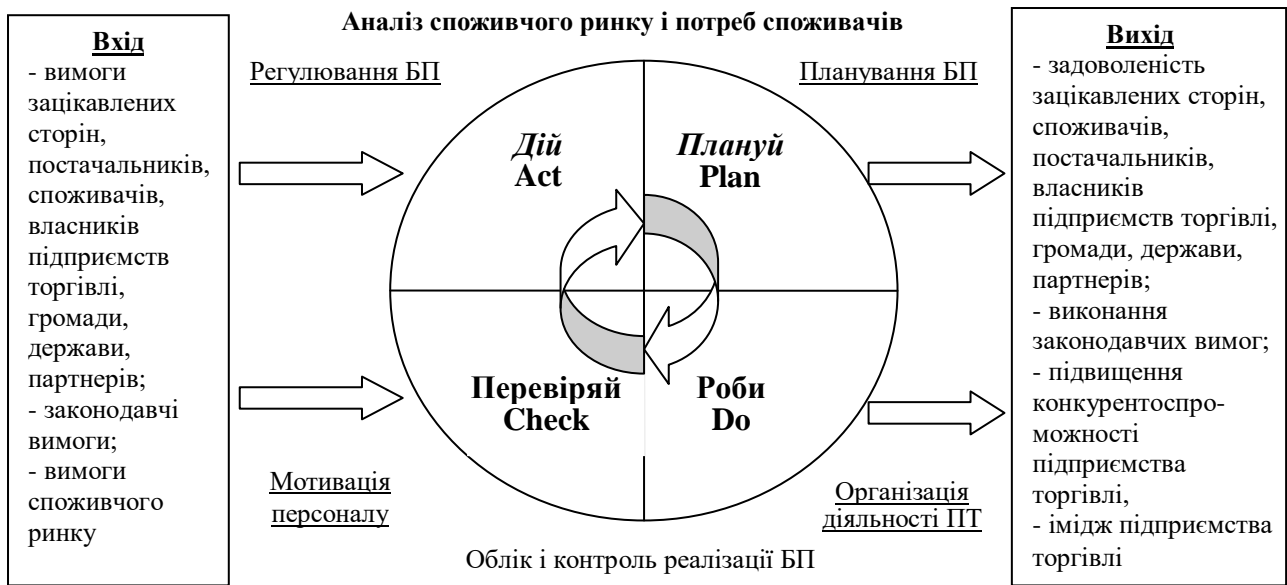 Аналіз споживчого ринку і потреб споживачів
Вхід
- вимоги
зацікавлених
сторін,
постачальників,
споживачів,
власників
підприємств
торгівлі,
громади,
держави,
партнерів;
- законодавчі
вимоги;
- вимоги
споживчого
ринку
Регулювання БП
Планування БП
Дій
Act
Плануй
Plan
Перевіряй
Check
Роби
Do
Мотивація
персоналу
Організація
діяльності ПТ
Облік і контроль реалізації БП
Вихід
- задоволеність
зацікавлених сторін,
споживачів,
постачальників,
власників
підприємств торгівлі,
громади, держави,
партнерів;
- виконання
законодавчих вимог;
- підвищення
конкурентоспро-
можності
підприємства
торгівлі,
- імідж підприємства
торгівлі